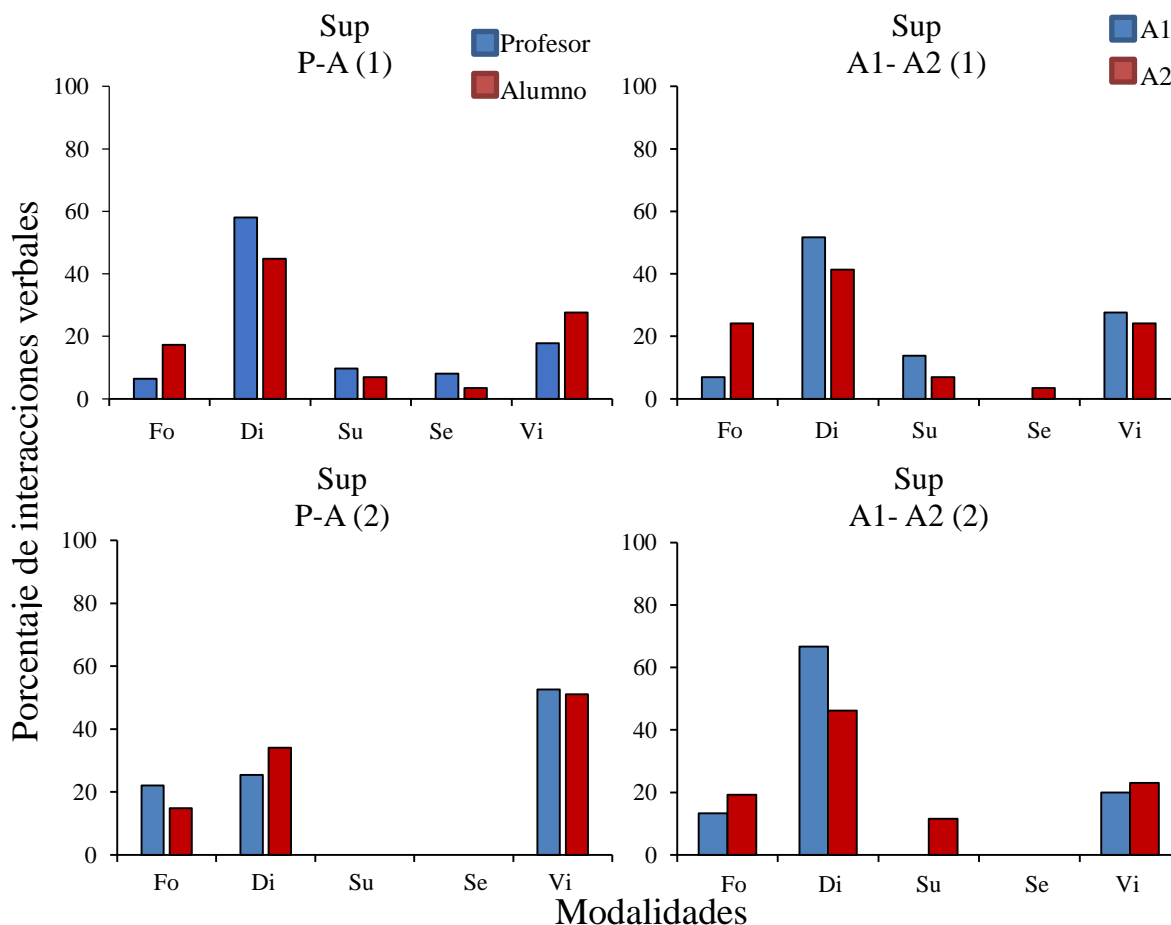 Sup
P-A (1)
Profesor
Alumno
Sup
A1- A2 (1)
A1
A2
100
80
60
40
20
0
Fo Di Su Se Vi
100
80
60
40
20
0
Fo Di Su Se Vi
Sup
P-A (2)
Sup
A1- A2 (2)
100
80
60
40
20
0
Fo Di Su Se Vi
100
80
60
40
20
0
Fo Di Su Se Vi
Porcentaje de interacciones verbales
Modalidades